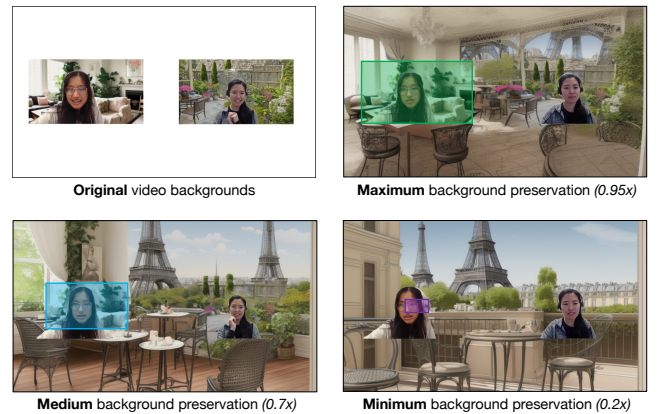 Original video backgrounds
Maximum background preservation (0.95x)
Medium background preservation (0.7x)
Minimum background preservation (0.2x)